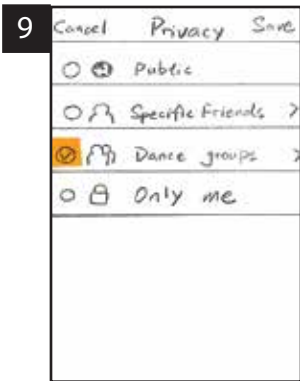 9
Cancel Privacy Save
Public
Specific Friends >
Dance groups >
Only me